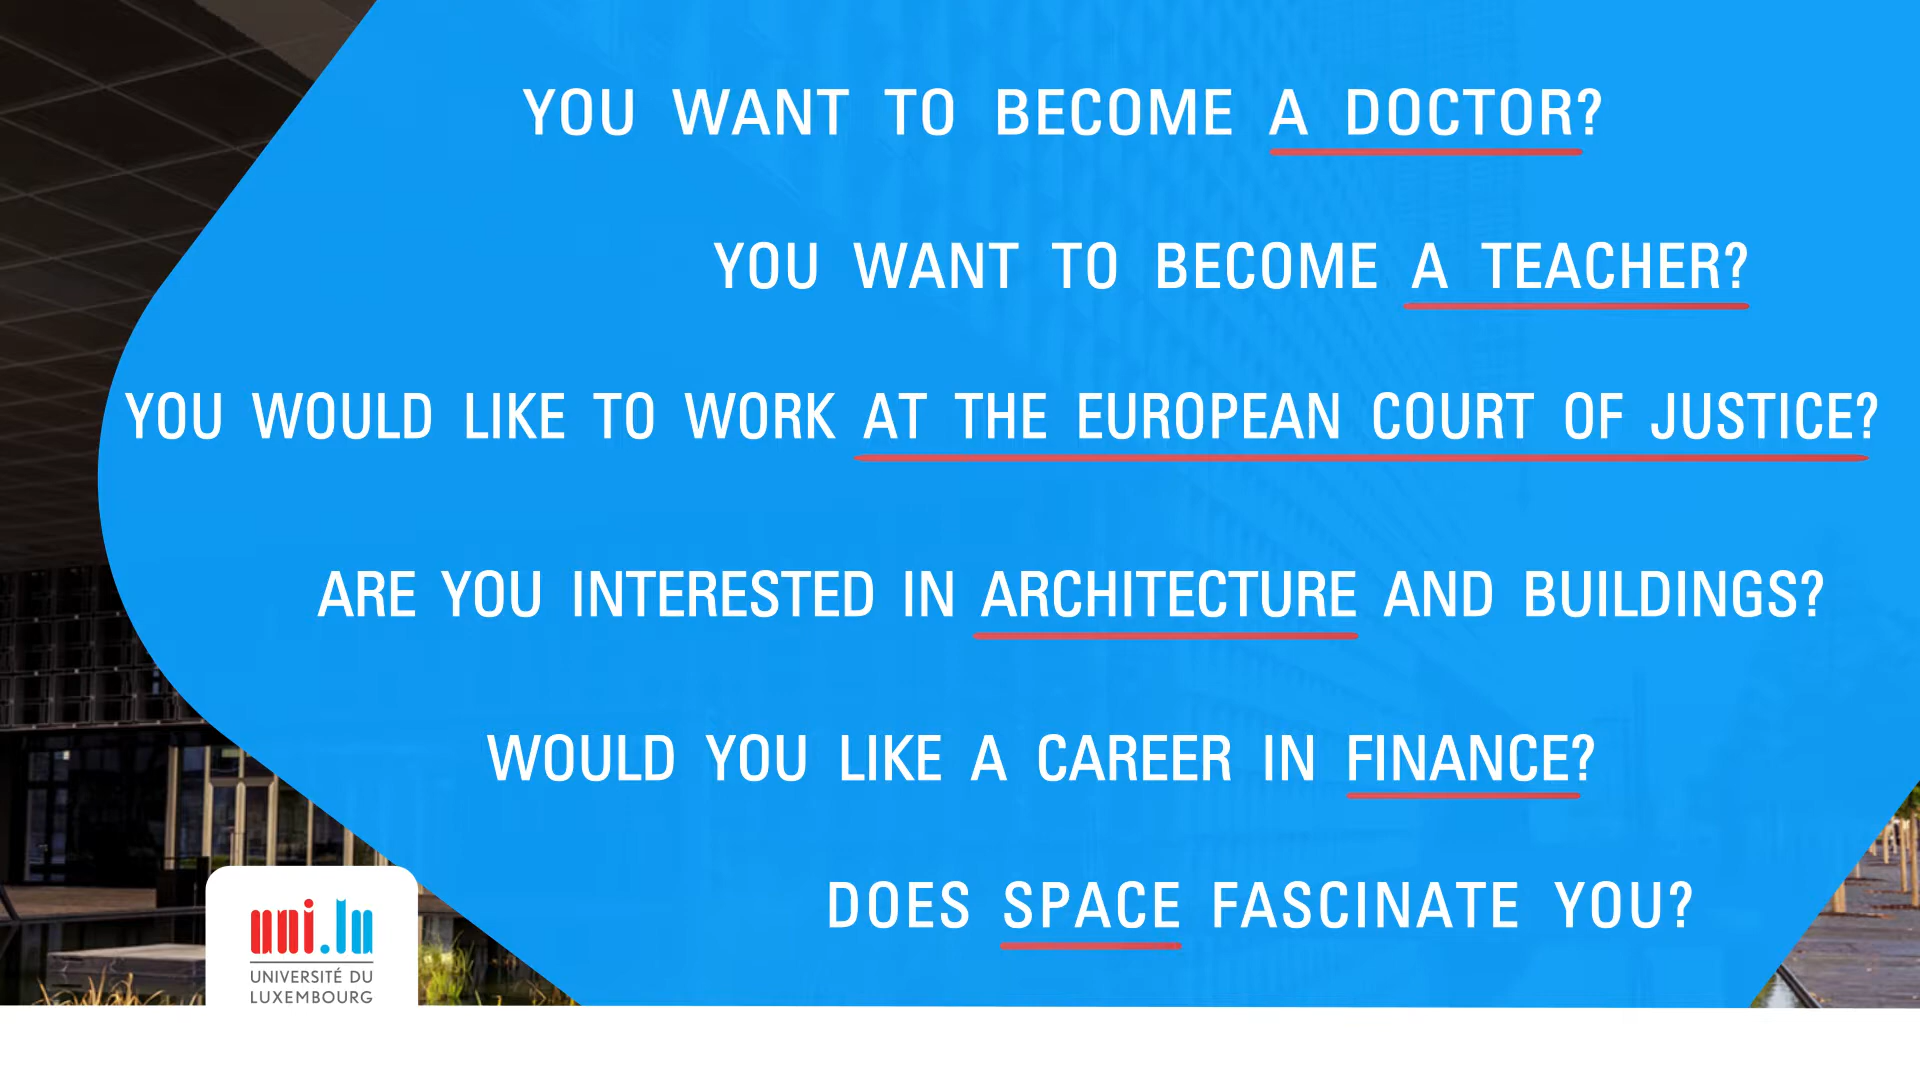 YOU WANT TO BECOME A DOCTOR?
YOU WANT TO BECOME A TEACHER?
YOU WOULD LIKE TO WORK AT THE EUROPEAN COURT OF JUSTICE?
ARE YOU INTERESTED IN ARCHITECTURE AND BUILDINGS?
WOULD YOU LIKE A CAREER IN FINANCE?
DOES SPACE FASCINATE YOU?
uni.lu
UNIVERSITÉ DU
LUXEMBOURG